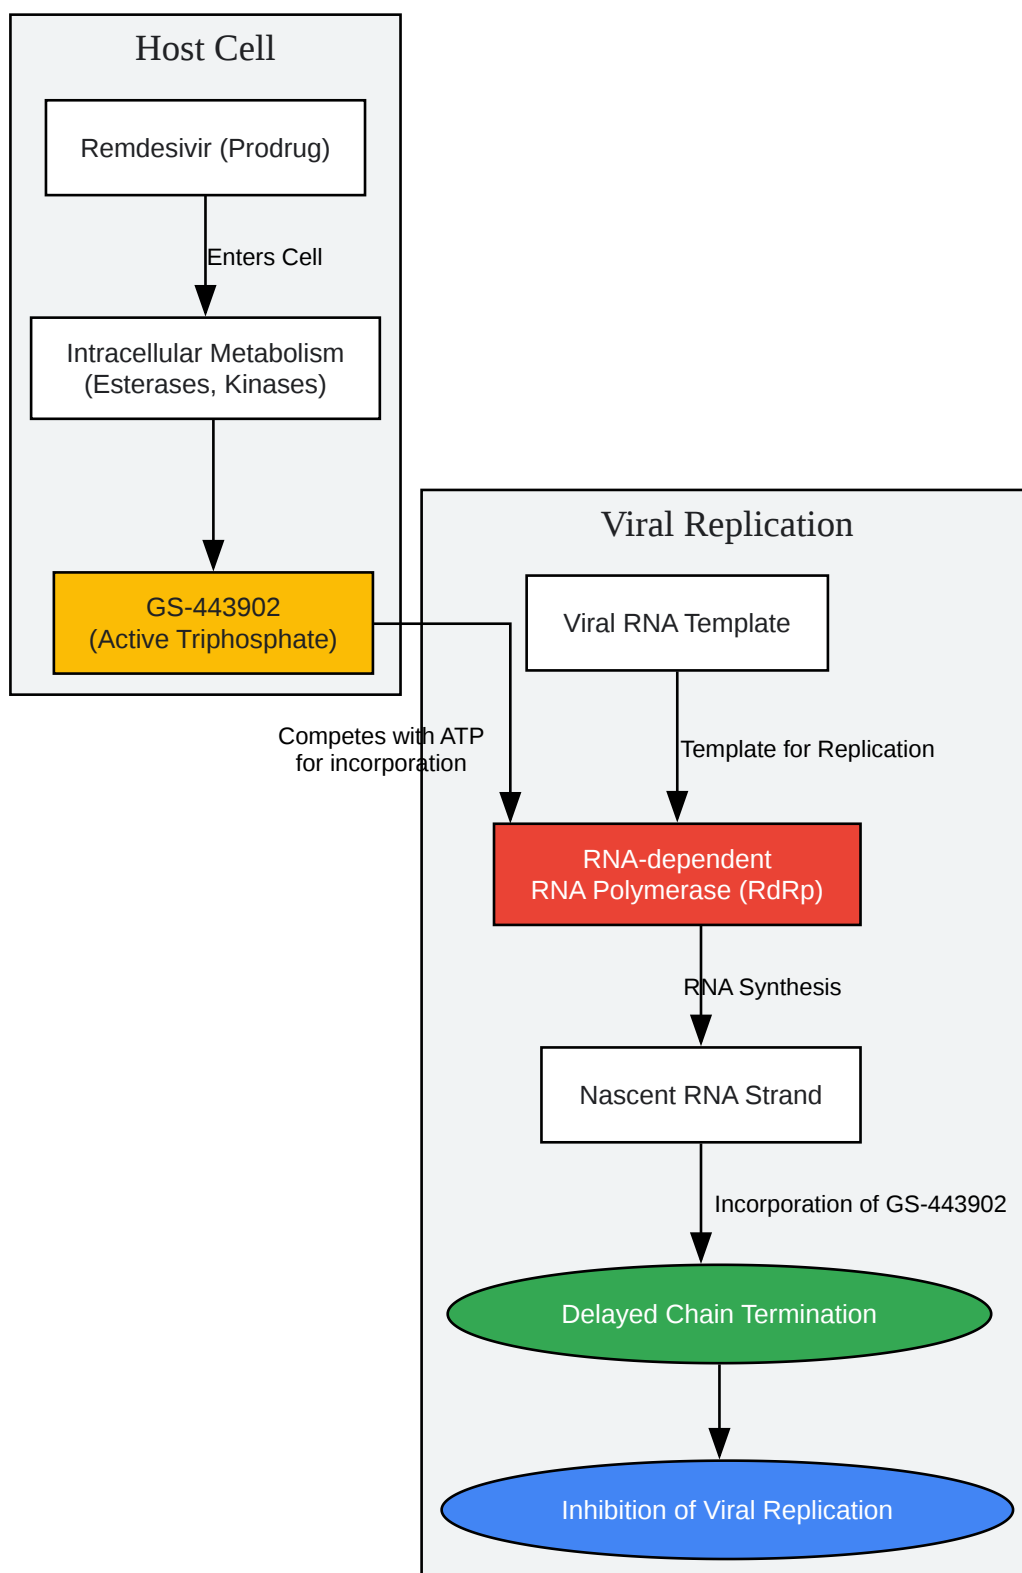 Host Cell
Remdesivir (Prodrug)
Enters Cell
Intracellular Metabolism
(Esterases, Kinases)
GS-443902
(Active Triphosphate)
Competes with ATP
for incorporation
Viral Replication
Viral RNA Template
Template for Replication
RNA-dependent
RNA Polymerase (RdRp)
RNA Synthesis
Nascent RNA Strand
Incorporation of GS-443902
Delayed Chain Termination
Inhibition of Viral Replication